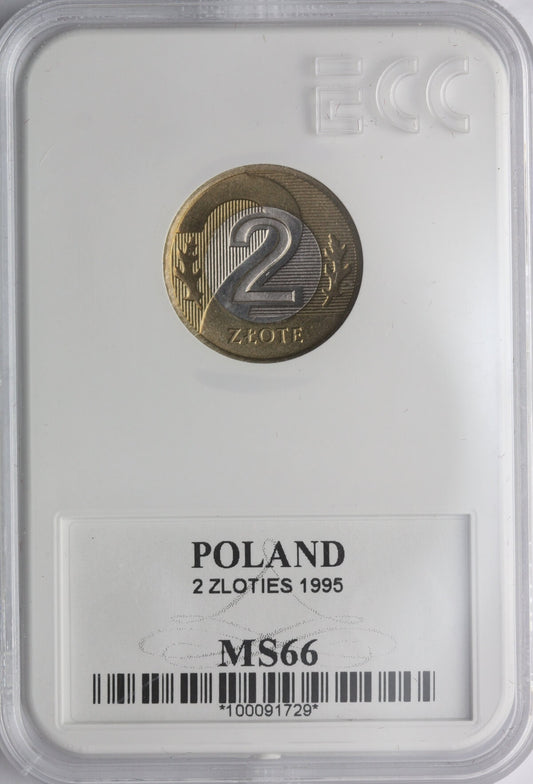 ECC
2
ZŁOTE
POLAND
2 ZLOTIES 1995
MS66
*100091729*